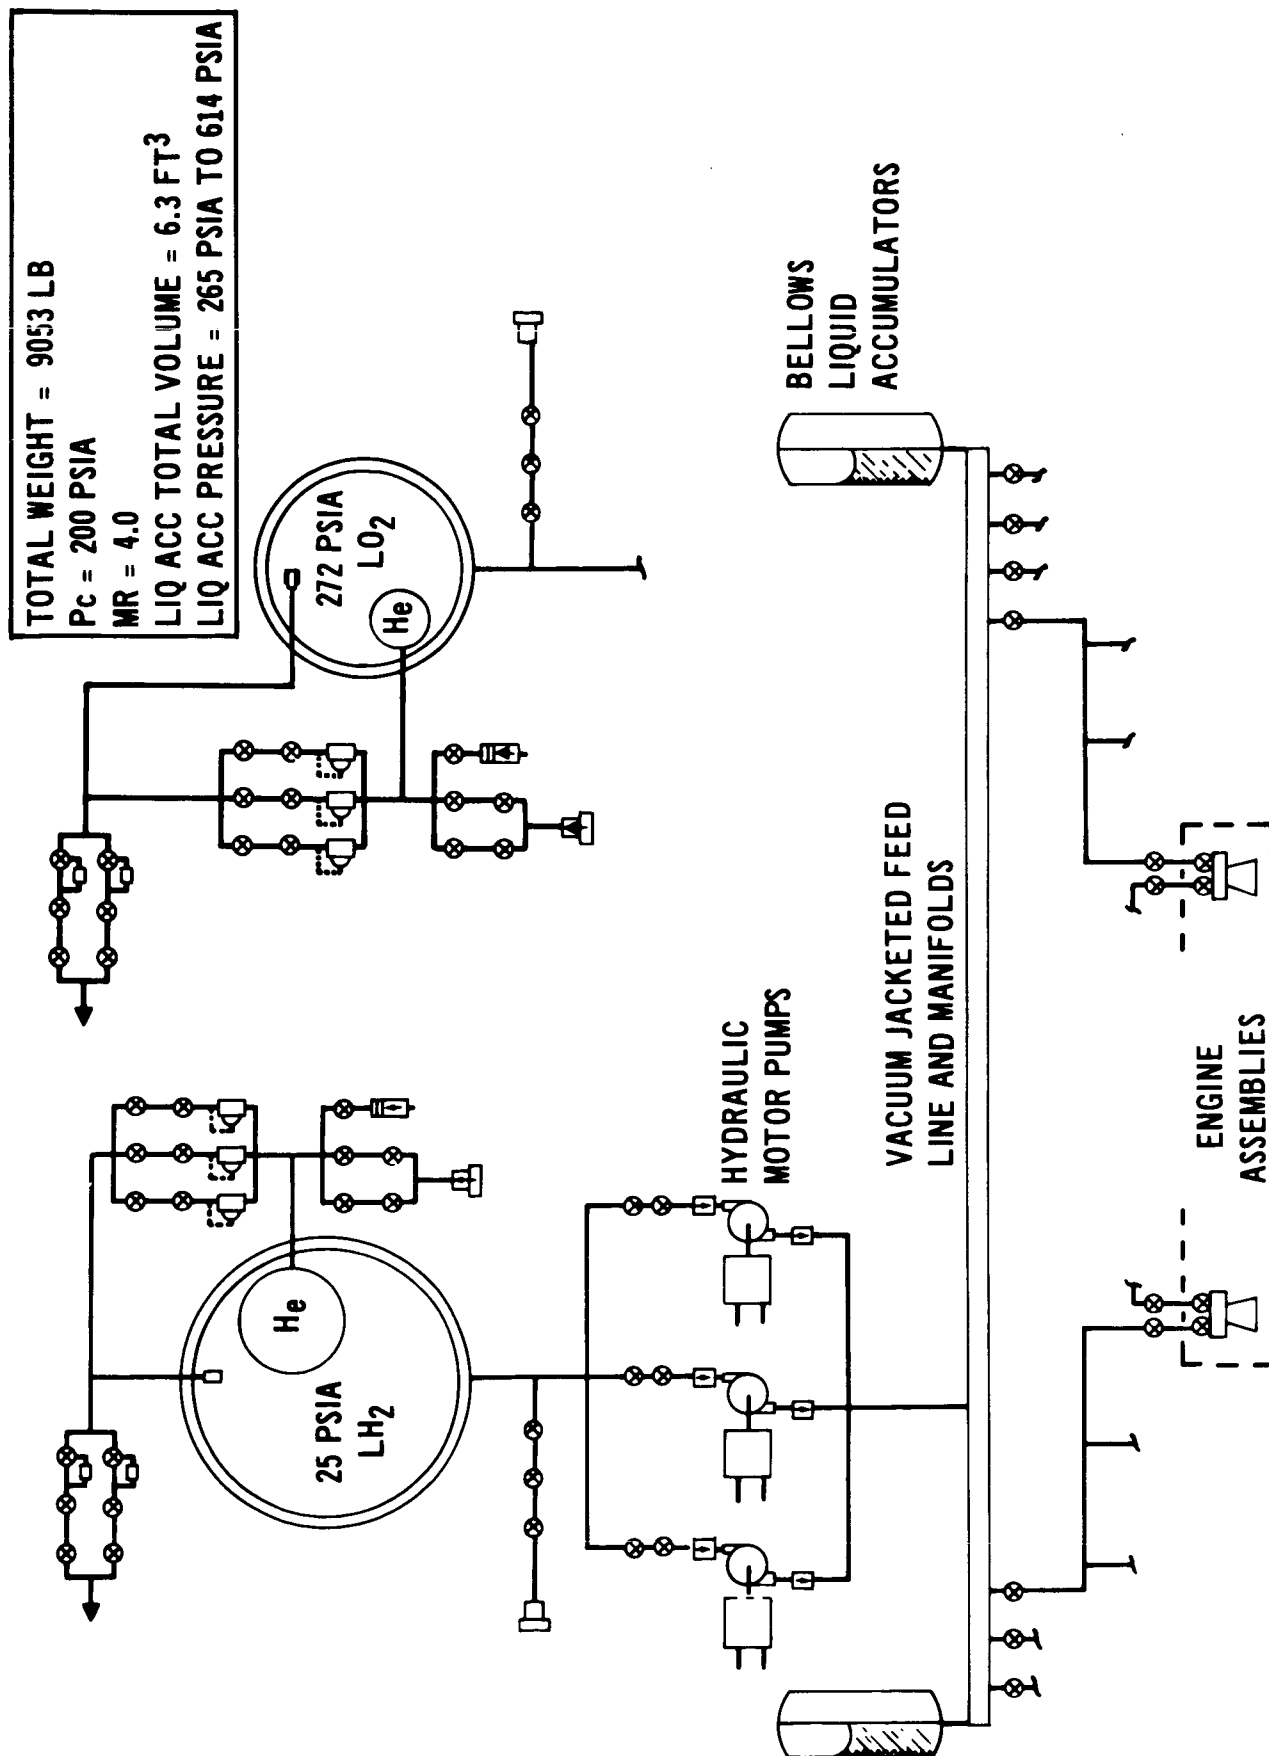 TOTAL WEIGHT = 9053 LB
Pc = 200 PSIA
MR = 4.0
LIQ ACC TOTAL VOLUME = 6.3 FT³
LIQ ACC PRESSURE = 265 PSIA TO 614 PSIA
272 PSIA
LO₂
He
He
25 PSIA
LH₂
HYDRAULIC
MOTOR PUMPS
BELLOWS
LIQUID
ACCUMULATORS
VACUUM JACKETED FEED
LINE AND MANIFOLDS
ENGINE
ASSEMBLIES